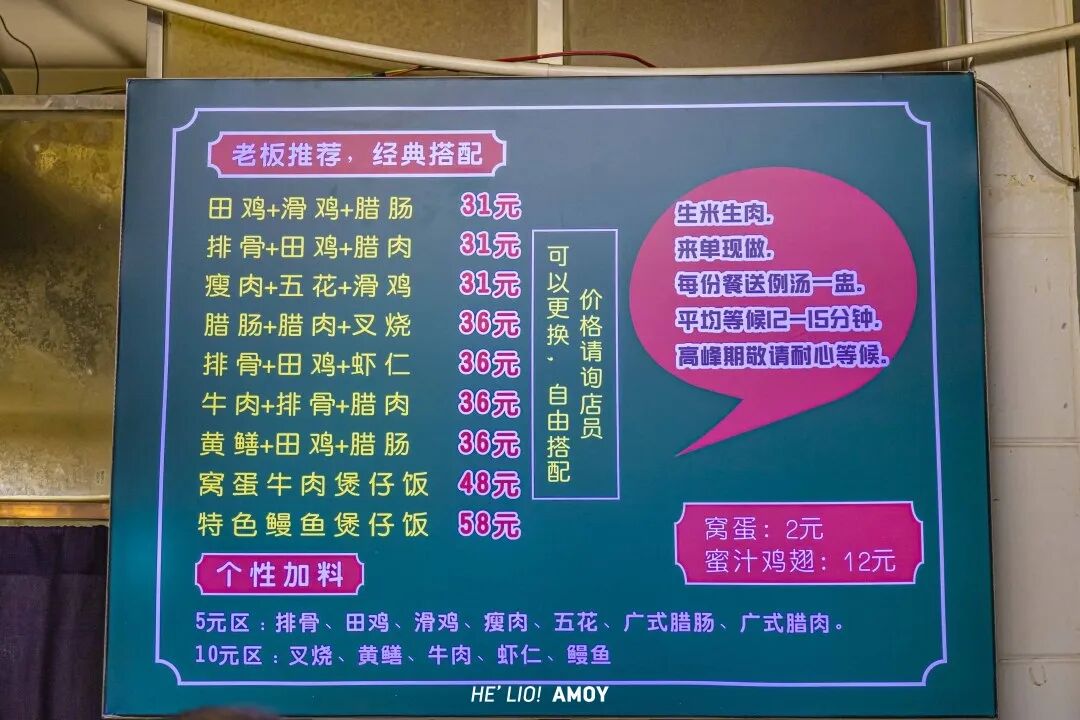 老板推荐，经典搭配
田鸡+滑鸡+腊肠 31元
排骨+田鸡+腊肉 31元
瘦肉+五花+滑鸡 31元
腊肠+腊肉+叉烧 36元
排骨+田鸡+虾仁 36元
牛肉+排骨+腊肉 36元
黄鳝+田鸡+腊肠 36元
窝蛋牛肉煲仔饭 48元
特色鳗鱼煲仔饭 58元
可以更换，自由搭配
价格请询店员
生米生肉.
来单现做.
每份餐送例汤一盅.
平均等候12-15分钟.
高峰期敬请耐心等候.
窝蛋：2元
蜜汁鸡翅：12元
个性加料
5元区：排骨、田鸡、滑鸡、瘦肉、五花、广式腊肠、广式腊肉。
10元区：叉烧、黄鳝、牛肉、虾仁、鳗鱼
HE' LIO! AMOY